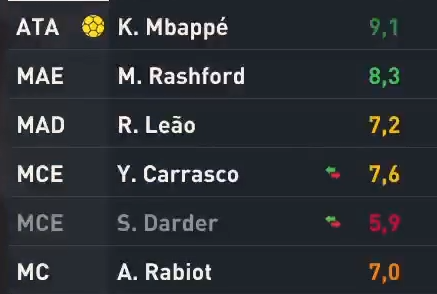 ATA K. Mbappé 9,1
MAE M. Rashford 8,3
MAD R. Leão 7,2
MCE Y. Carrasco 7,6
MCE S. Darder 5,9
MC A. Rabiot 7,0